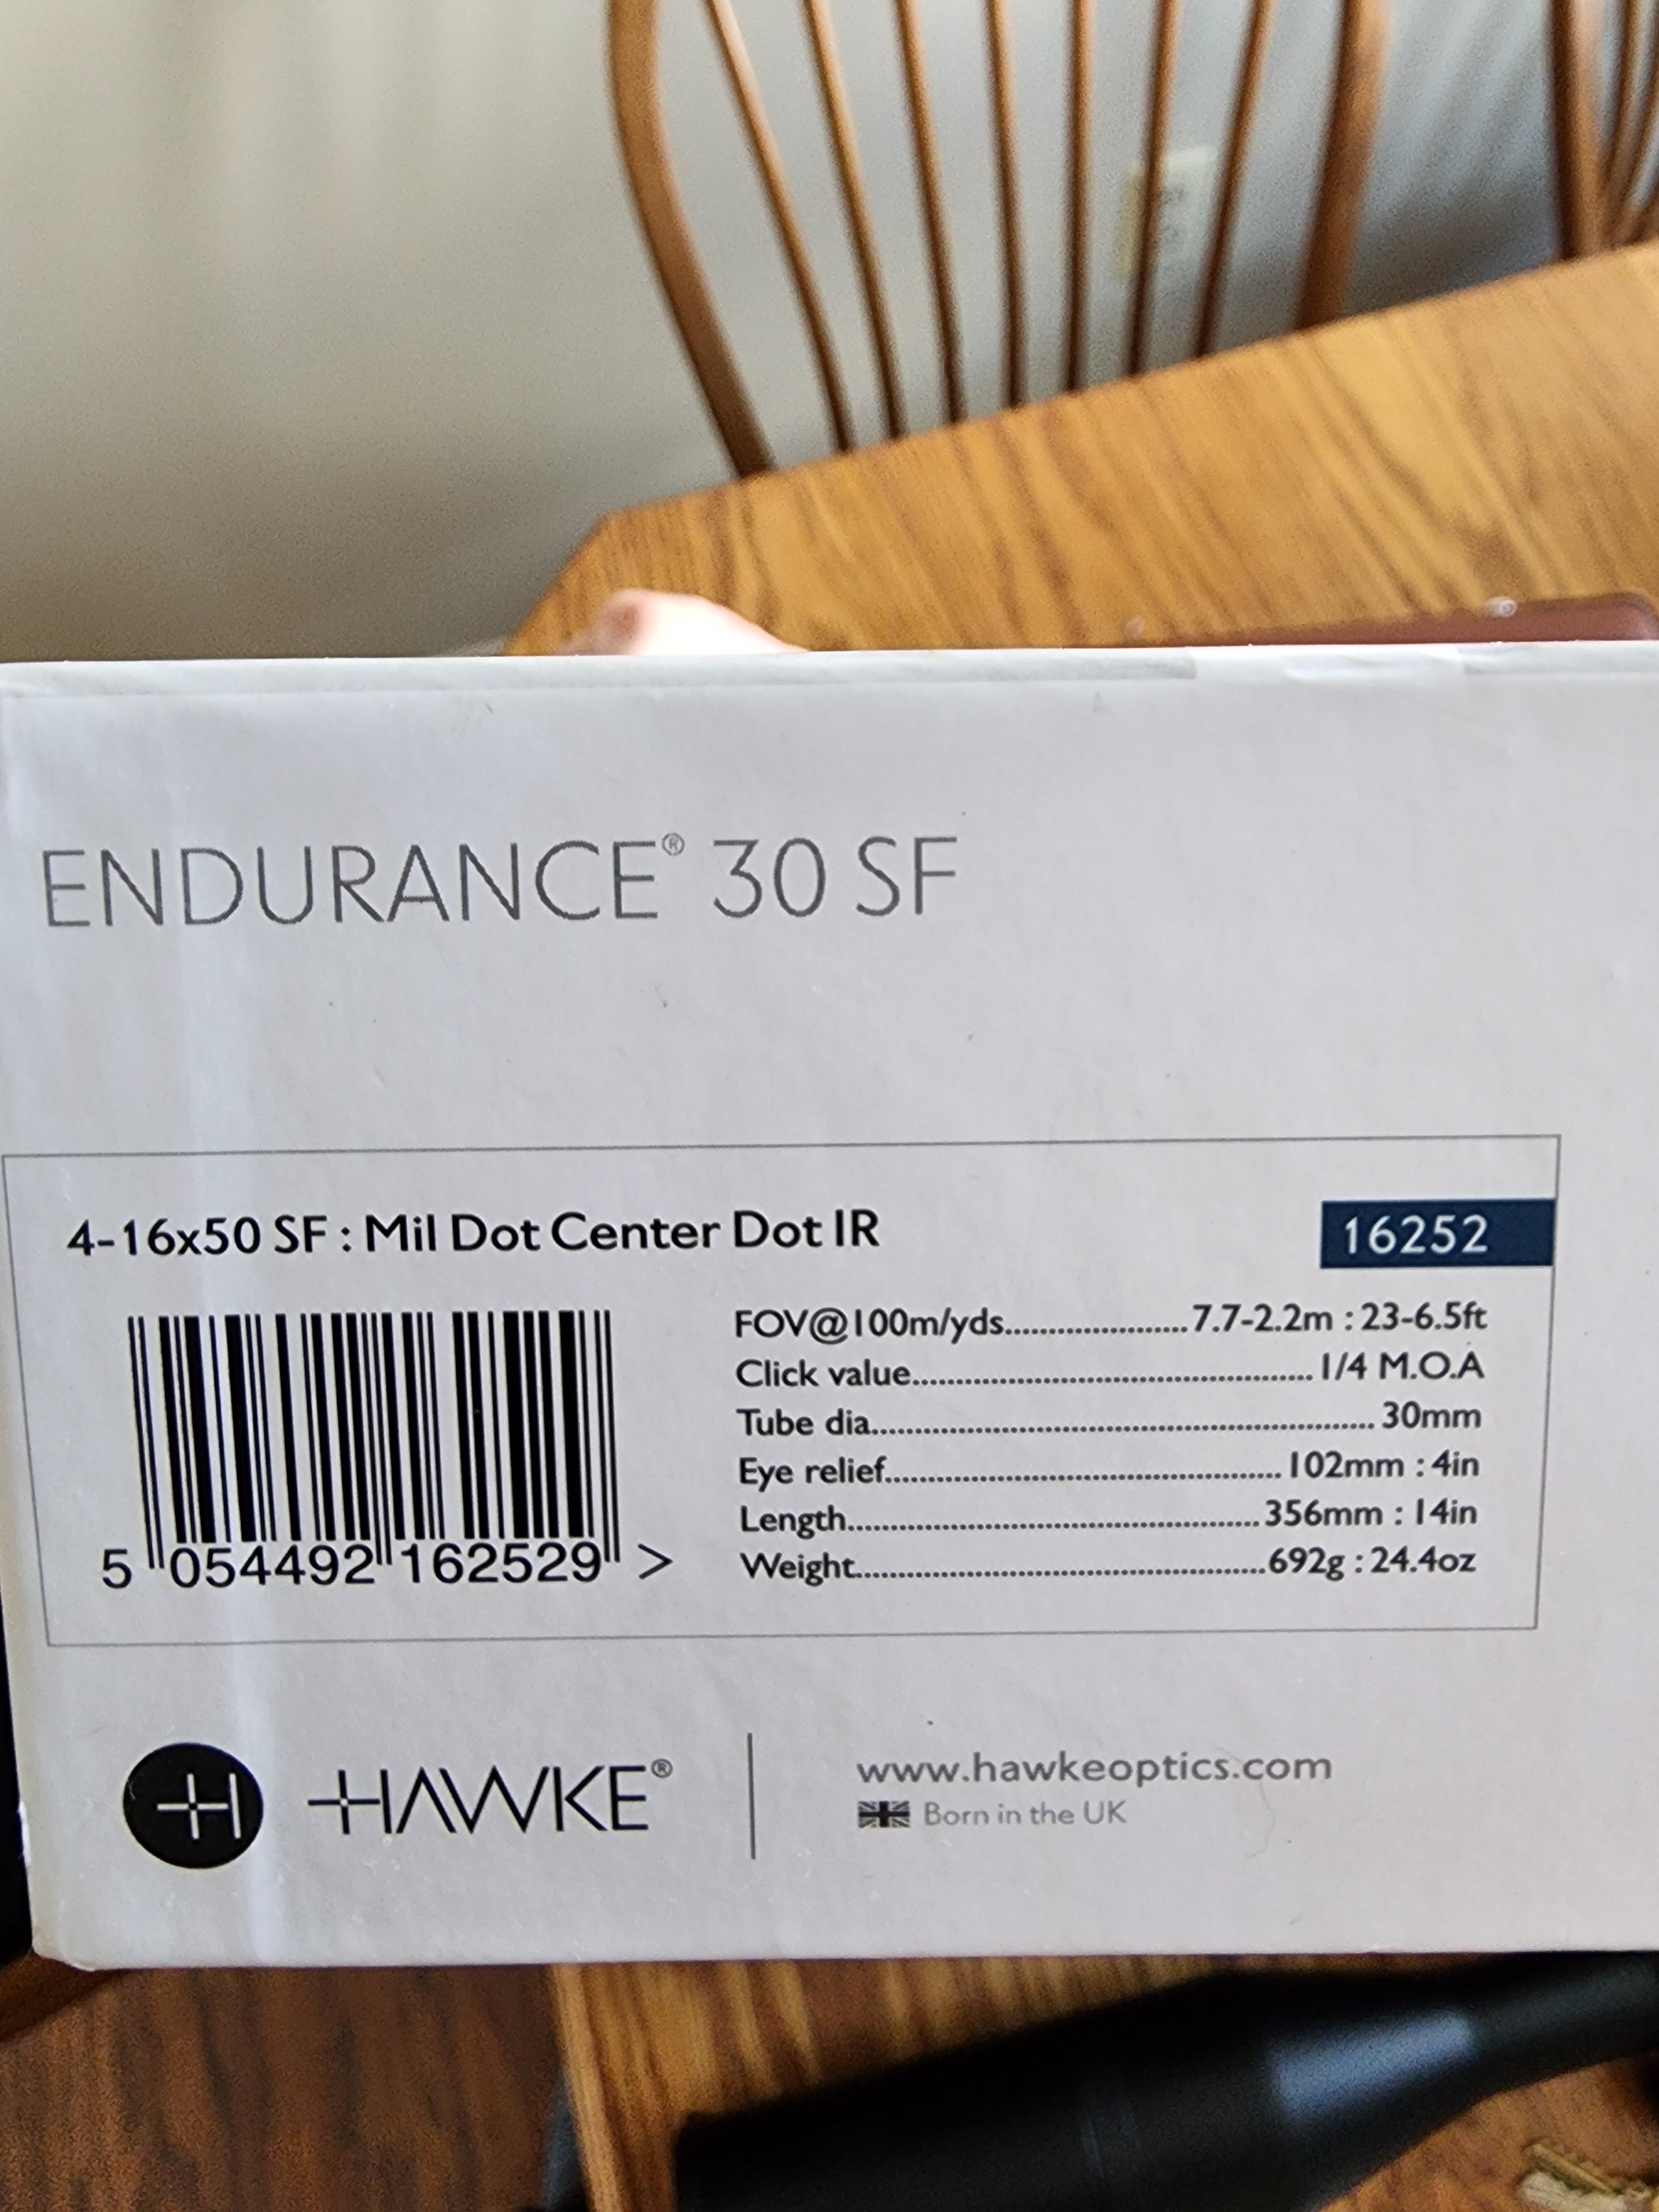 ENDURANCE® 30 SF
4-16x50 SF : Mil Dot Center Dot IR
16252
FOV@100m/yds.....................7.7-2.2m : 23-6.5ft
Click value.............................................1/4 M.O.A
Tube dia......................................................... 30mm
Eye relief.............................................102mm : 4in
Length...............................................356mm : 14in
Weight...............................................692g : 24.4oz
5 054492 162529 >
HAWKE®
www.hawkeoptics.com
Born in the UK